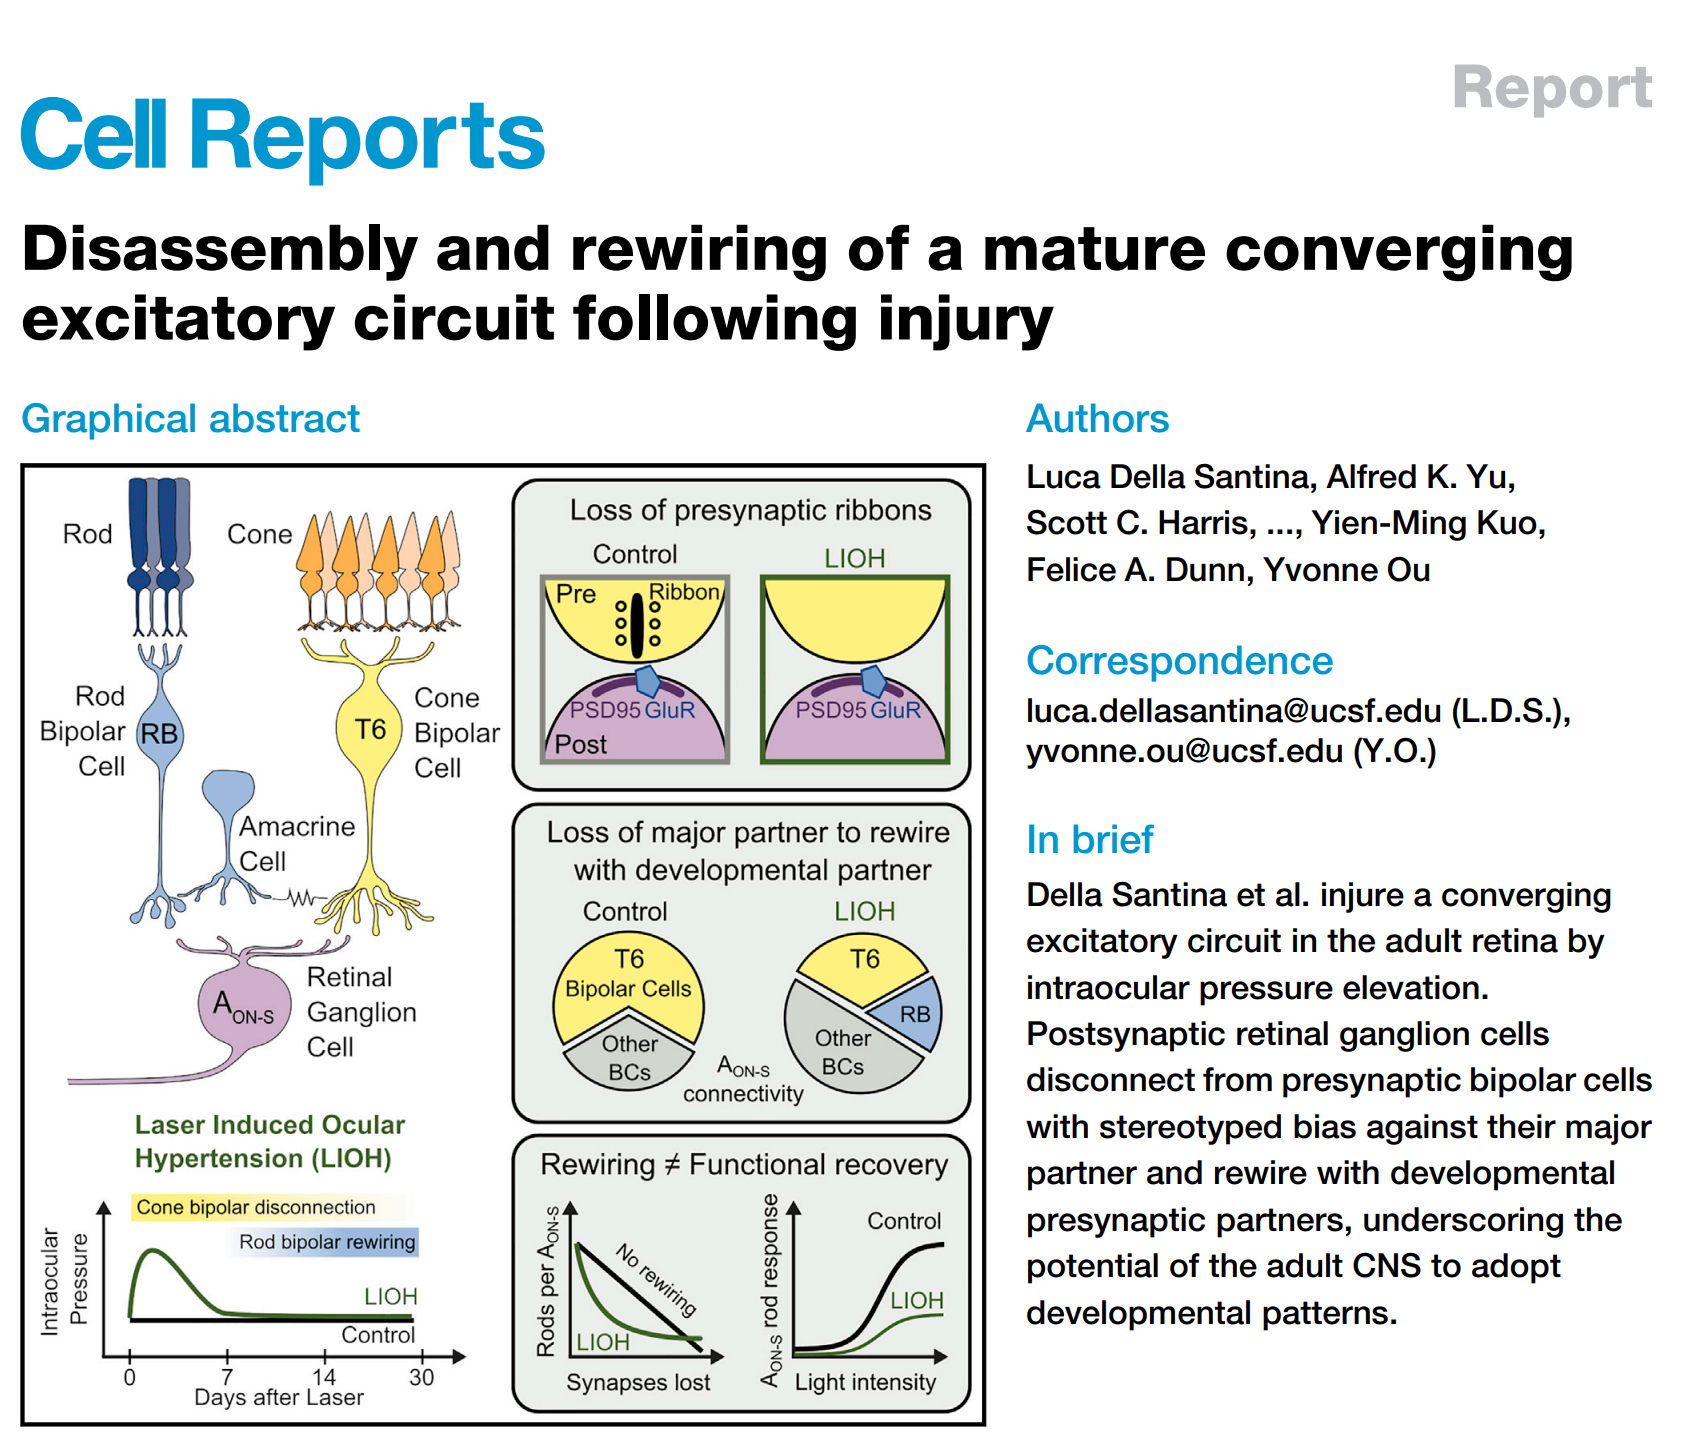 Report
Cell Reports
Disassembly and rewiring of a mature converging
excitatory circuit following injury
Graphical abstract
Rod
Cone
Rod
Bipolar
Cell
RB
T6
Cone
Bipolar
Cell
Amacrine
Cell
AON-S
Retinal
Ganglion
Cell
Laser Induced Ocular
Hypertension (LIOH)
Cone bipolar disconnection
Rod bipolar rewiring
Intraocular
Pressure
LIOH
Control
0 7 14 30
Days after Laser
Loss of presynaptic ribbons
Control
LIOH
Pre
Ribbon
PSD95 GluR
Post
PSD95 GluR
Loss of major partner to rewire
with developmental partner
Control
LIOH
T6
Bipolar Cells
Other
BCs
T6
RB
Other
BCs
AON-S
connectivity
Rewiring ≠ Functional recovery
Rods per AON-S
No rewiring
LIOH
Synapses lost
AON-S rod response
Control
LIOH
Light intensity
Authors
Luca Della Santina, Alfred K. Yu,
Scott C. Harris, ..., Yien-Ming Kuo,
Felice A. Dunn, Yvonne Ou
Correspondence
luca.dellasantina@ucsf.edu (L.D.S.),
yvonne.ou@ucsf.edu (Y.O.)
In brief
Della Santina et al. injure a converging
excitatory circuit in the adult retina by
intraocular pressure elevation.
Postsynaptic retinal ganglion cells
disconnect from presynaptic bipolar cells
with stereotyped bias against their major
partner and rewire with developmental
presynaptic partners, underscoring the
potential of the adult CNS to adopt
developmental patterns.